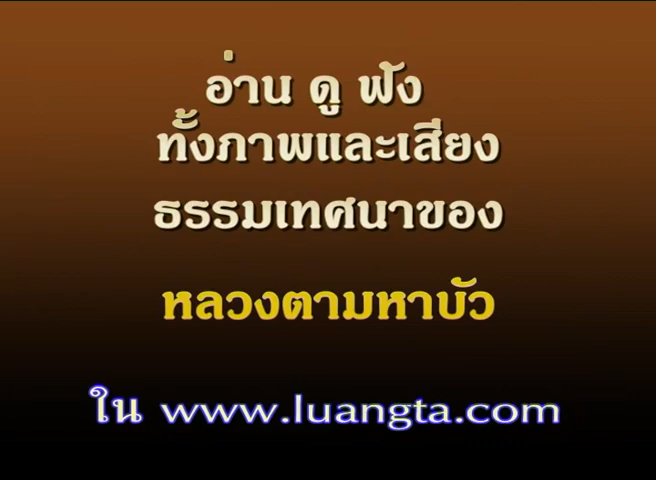 อ่าน ดู ฟัง
ทั้งภาพและเสียง
ธรรมเทศนาของ
หลวงตามหาบัว
ใน www.luangta.com